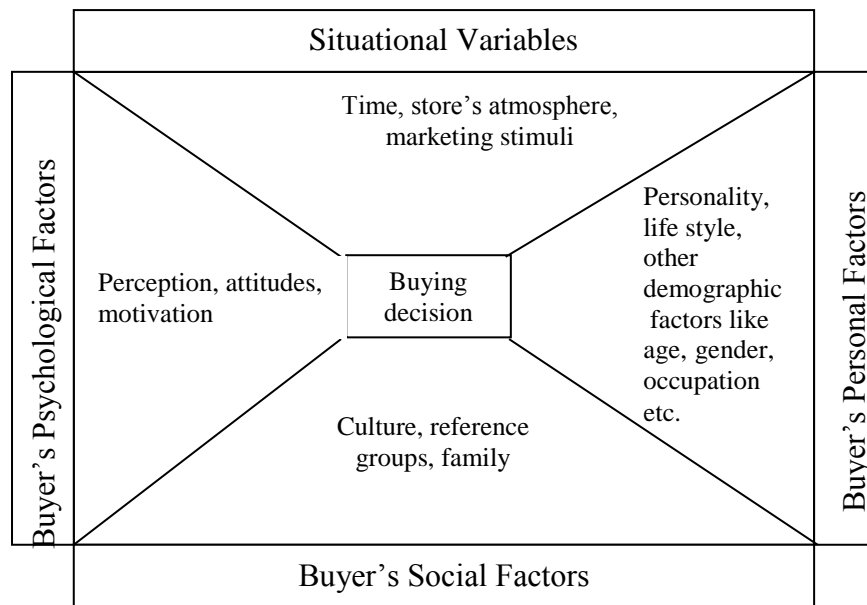 Situational Variables
Time, store’s atmosphere,
marketing stimuli
Buyer’s Psychological Factors
Perception, attitudes,
motivation
Buying
decision
Personality,
life style,
other
demographic
factors like
age, gender,
occupation
etc.
Buyer’s Personal Factors
Culture, reference
groups, family
Buyer’s Social Factors